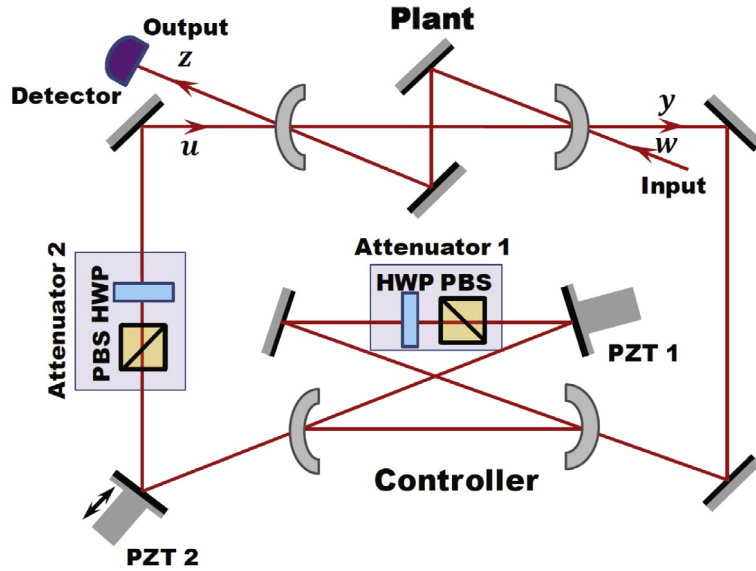 Output
Plant
z
Detector
y
u
w
Input
Attenuator 1
HWP PBS
Attenuator 2
PBS HWP
PZT 1
Controller
PZT 2